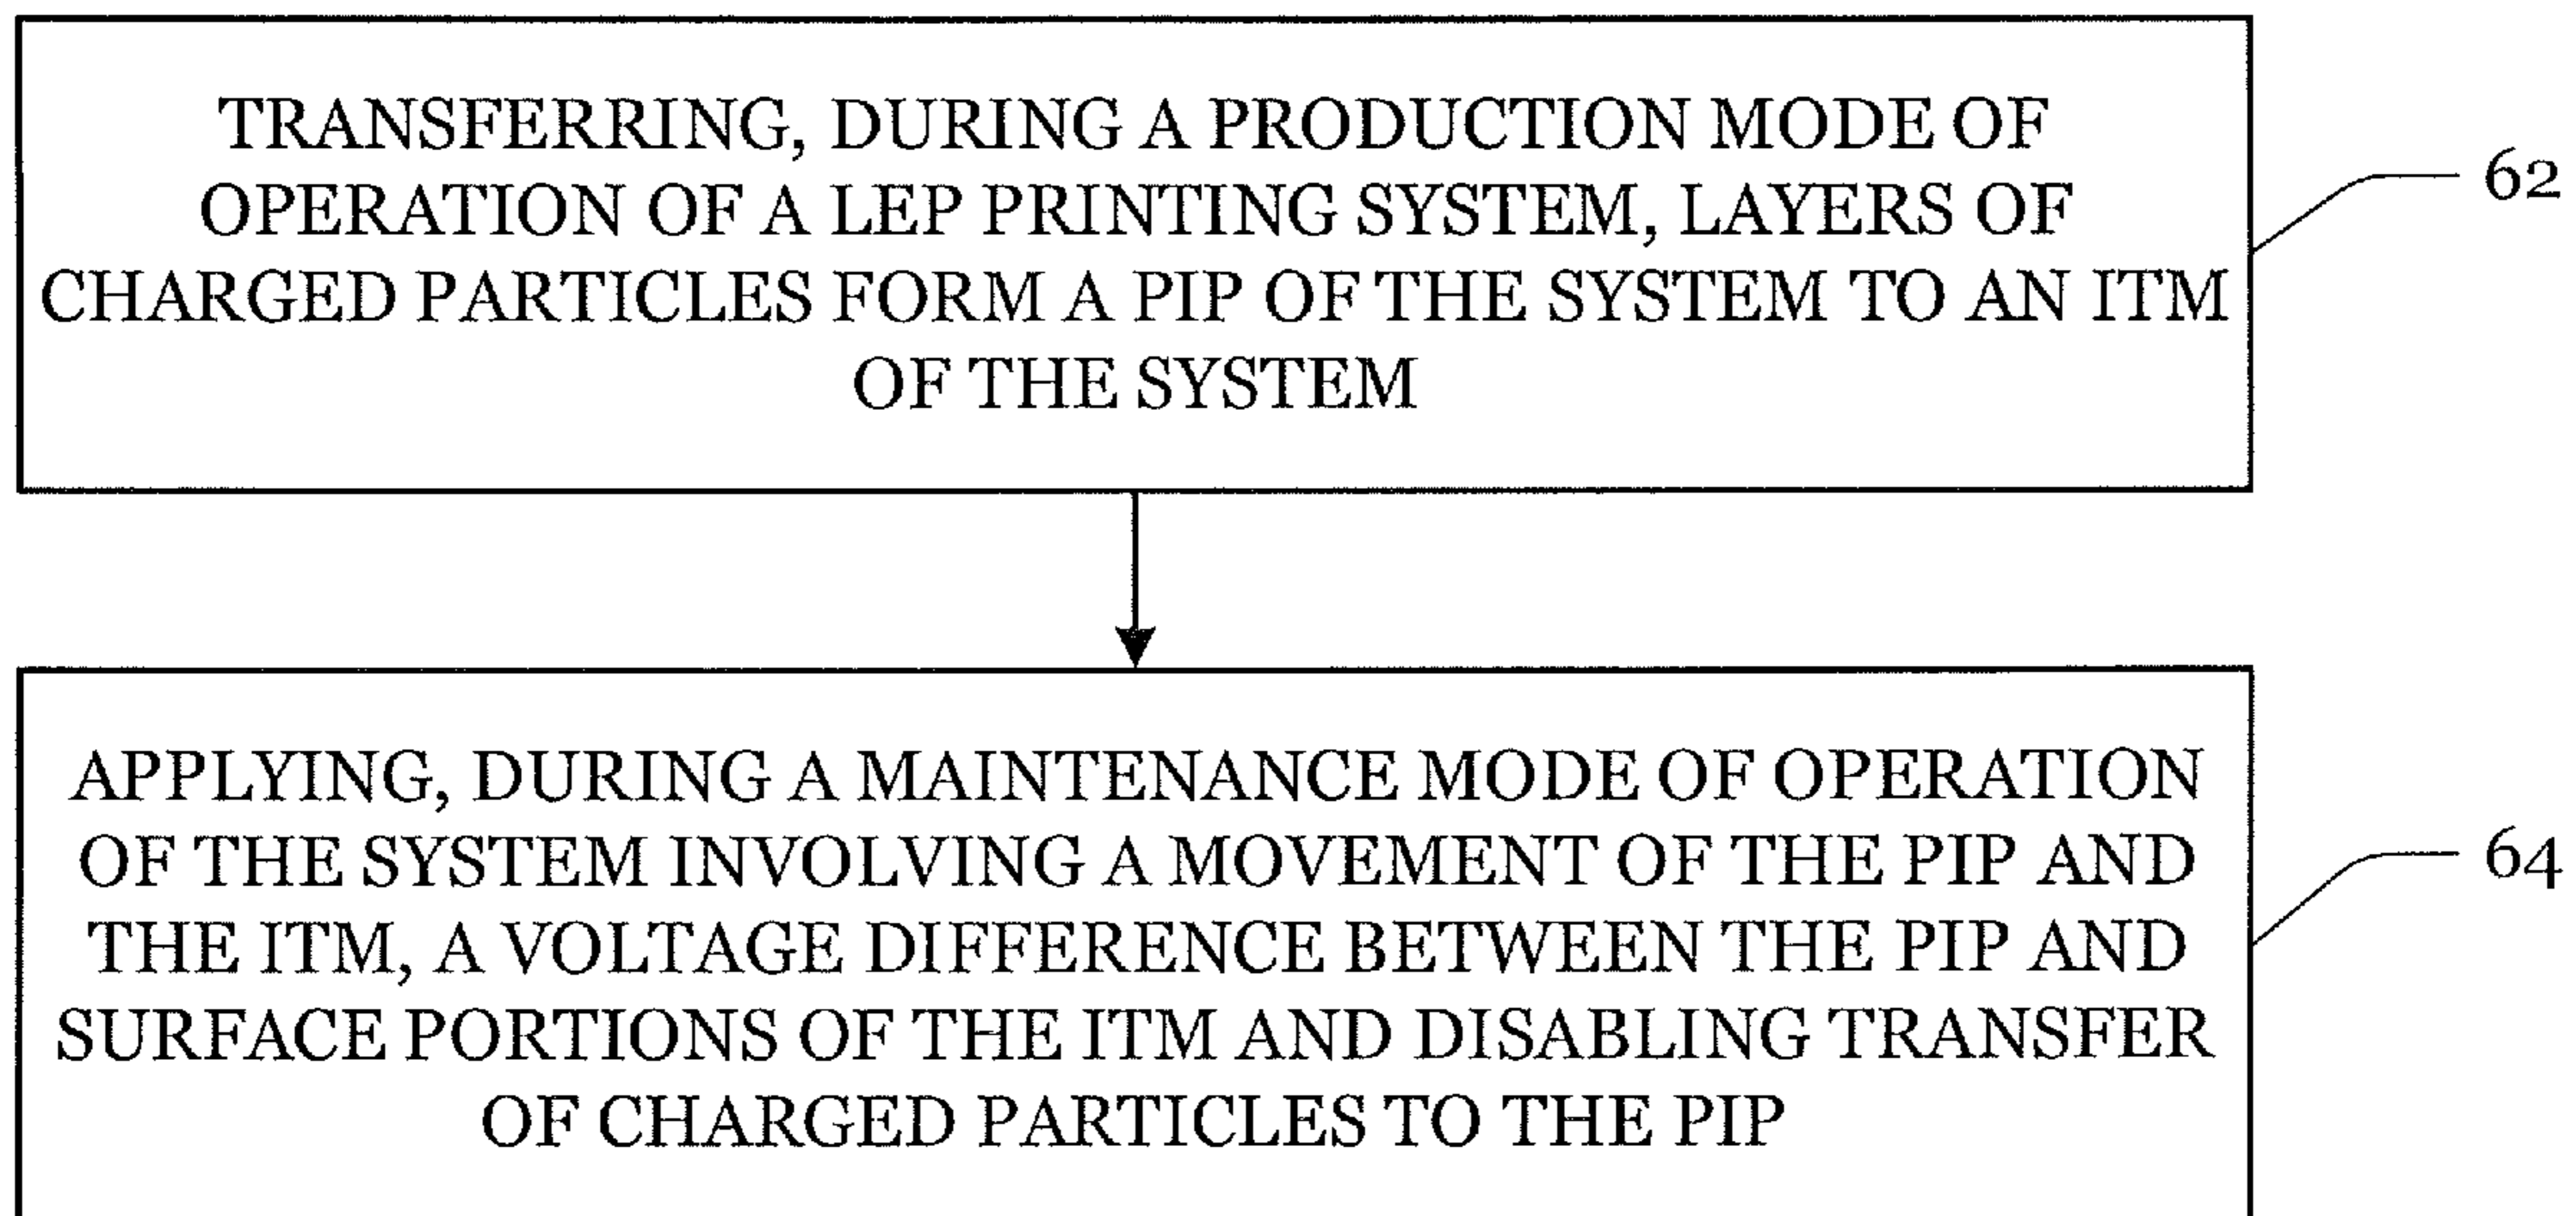 TRANSFERRING, DURING A PRODUCTION MODE OF
OPERATION OF A LEP PRINTING SYSTEM, LAYERS OF
CHARGED PARTICLES FORM A PIP OF THE SYSTEM TO AN ITM
OF THE SYSTEM
62
APPLYING, DURING A MAINTENANCE MODE OF OPERATION
OF THE SYSTEM INVOLVING A MOVEMENT OF THE PIP AND
THE ITM, A VOLTAGE DIFFERENCE BETWEEN THE PIP AND
SURFACE PORTIONS OF THE ITM AND DISABLING TRANSFER
OF CHARGED PARTICLES TO THE PIP
64